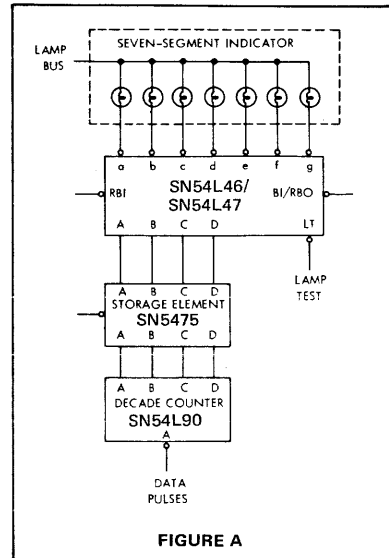 SEVEN-SEGMENT INDICATOR
LAMP
BUS
a b c d e f g
SN54L46/
SN54L47
RBI BI/RBO
A B C D LT
LAMP
TEST
A B C D
STORAGE ELEMENT
SN5475
A B C D
A B C D
DECADE COUNTER
SN54L90
A
DATA
PULSES
FIGURE A